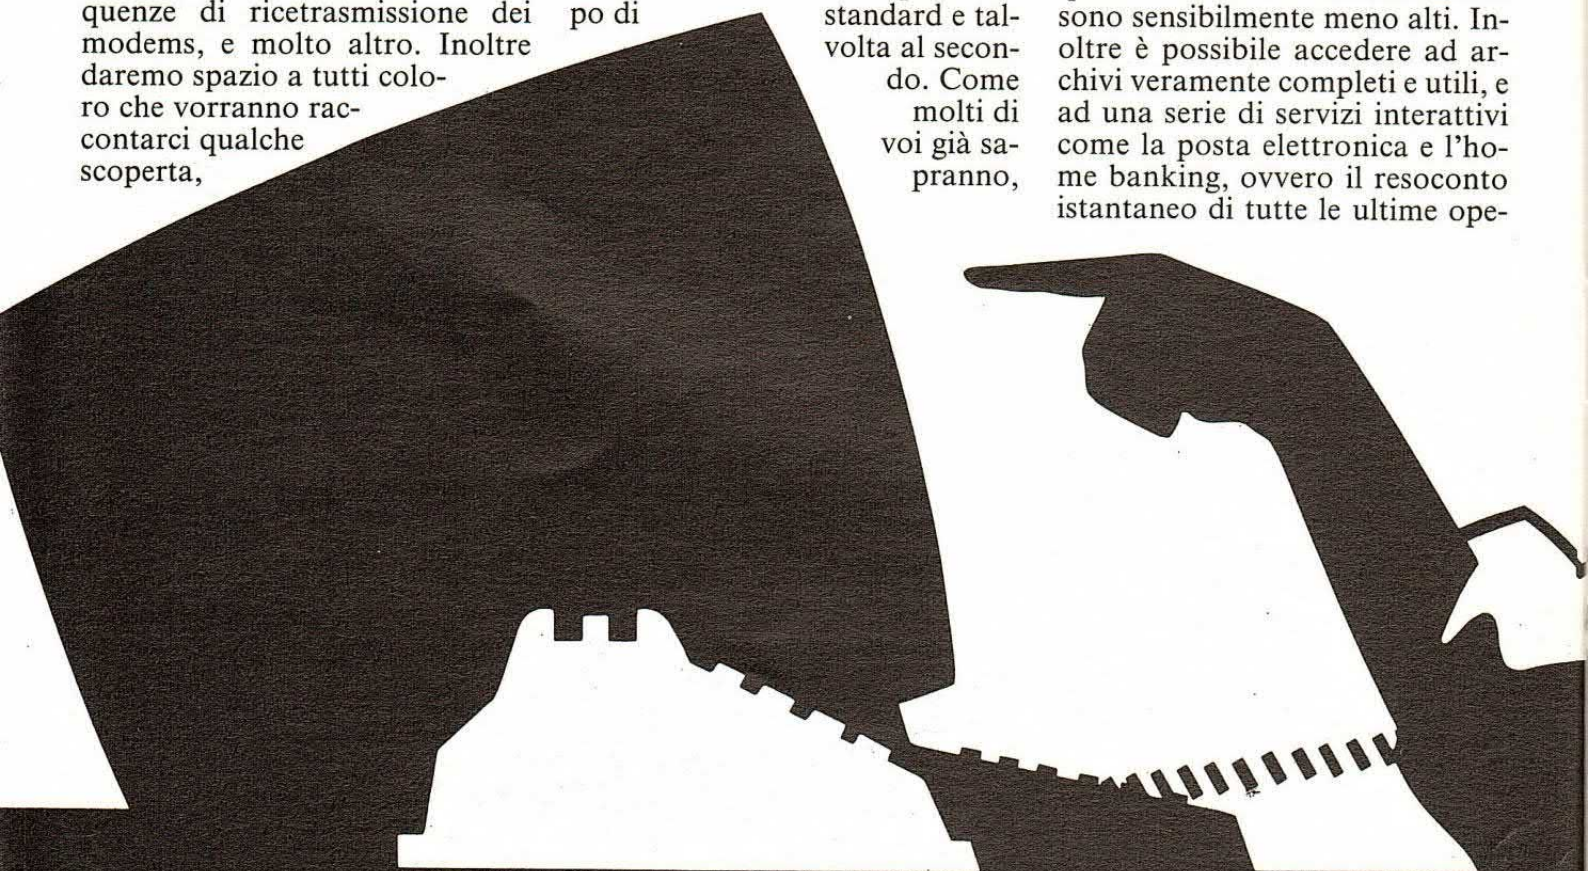 quenze di ricetrasmissione dei
modems, e molto altro. Inoltre
daremo spazio a tutti colo-
ro che vorranno rac-
contarci qualche
scoperta,
po di
standard e tal-
volta al secon-
do. Come
molti di
voi già sa-
pranno,
sono sensibilmente meno alti. In-
oltre è possibile accedere ad ar-
chivi veramente completi e utili, e
ad una serie di servizi interattivi
come la posta elettronica e l'ho-
me banking, ovvero il resoconto
istantaneo di tutte le ultime ope-